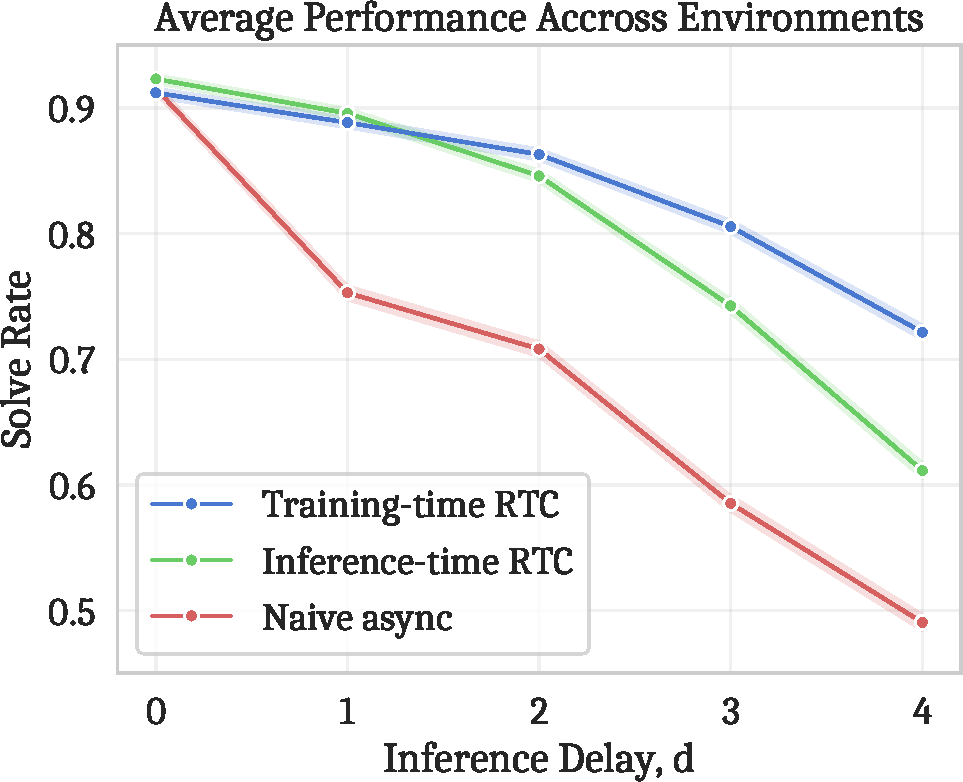 Average Performance Accross Environments
Solve Rate
0.9
0.8
0.7
0.6
0.5
Training-time RTC
Inference-time RTC
Naive async
0 1 2 3 4
Inference Delay, d